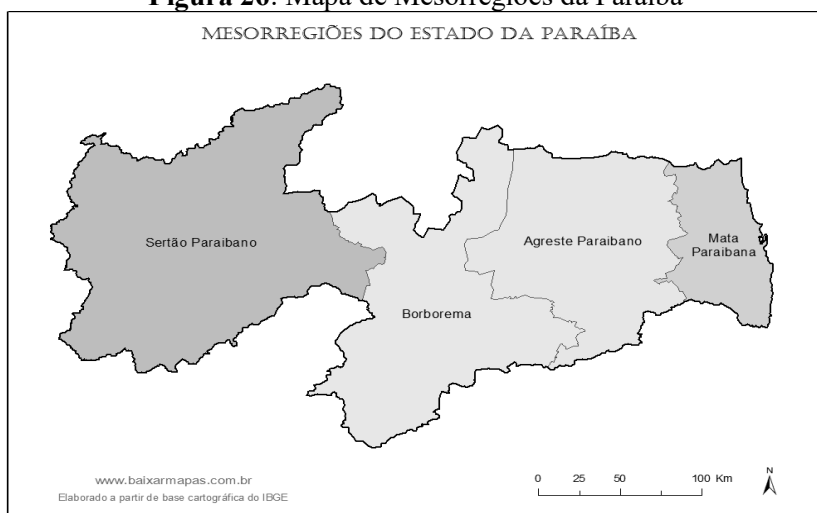 Figura 26: Mapa de Mesorregiões da Paraíba
MESORREGIÕES DO ESTADO DA PARAÍBA
Sertão Paraibano
Agreste Paraibano
Mata
Paraibana
Borborema
www.baixarmapas.com.br
Elaborado a partir de base cartográfica do IBGE
0 25 50 100 Km
N